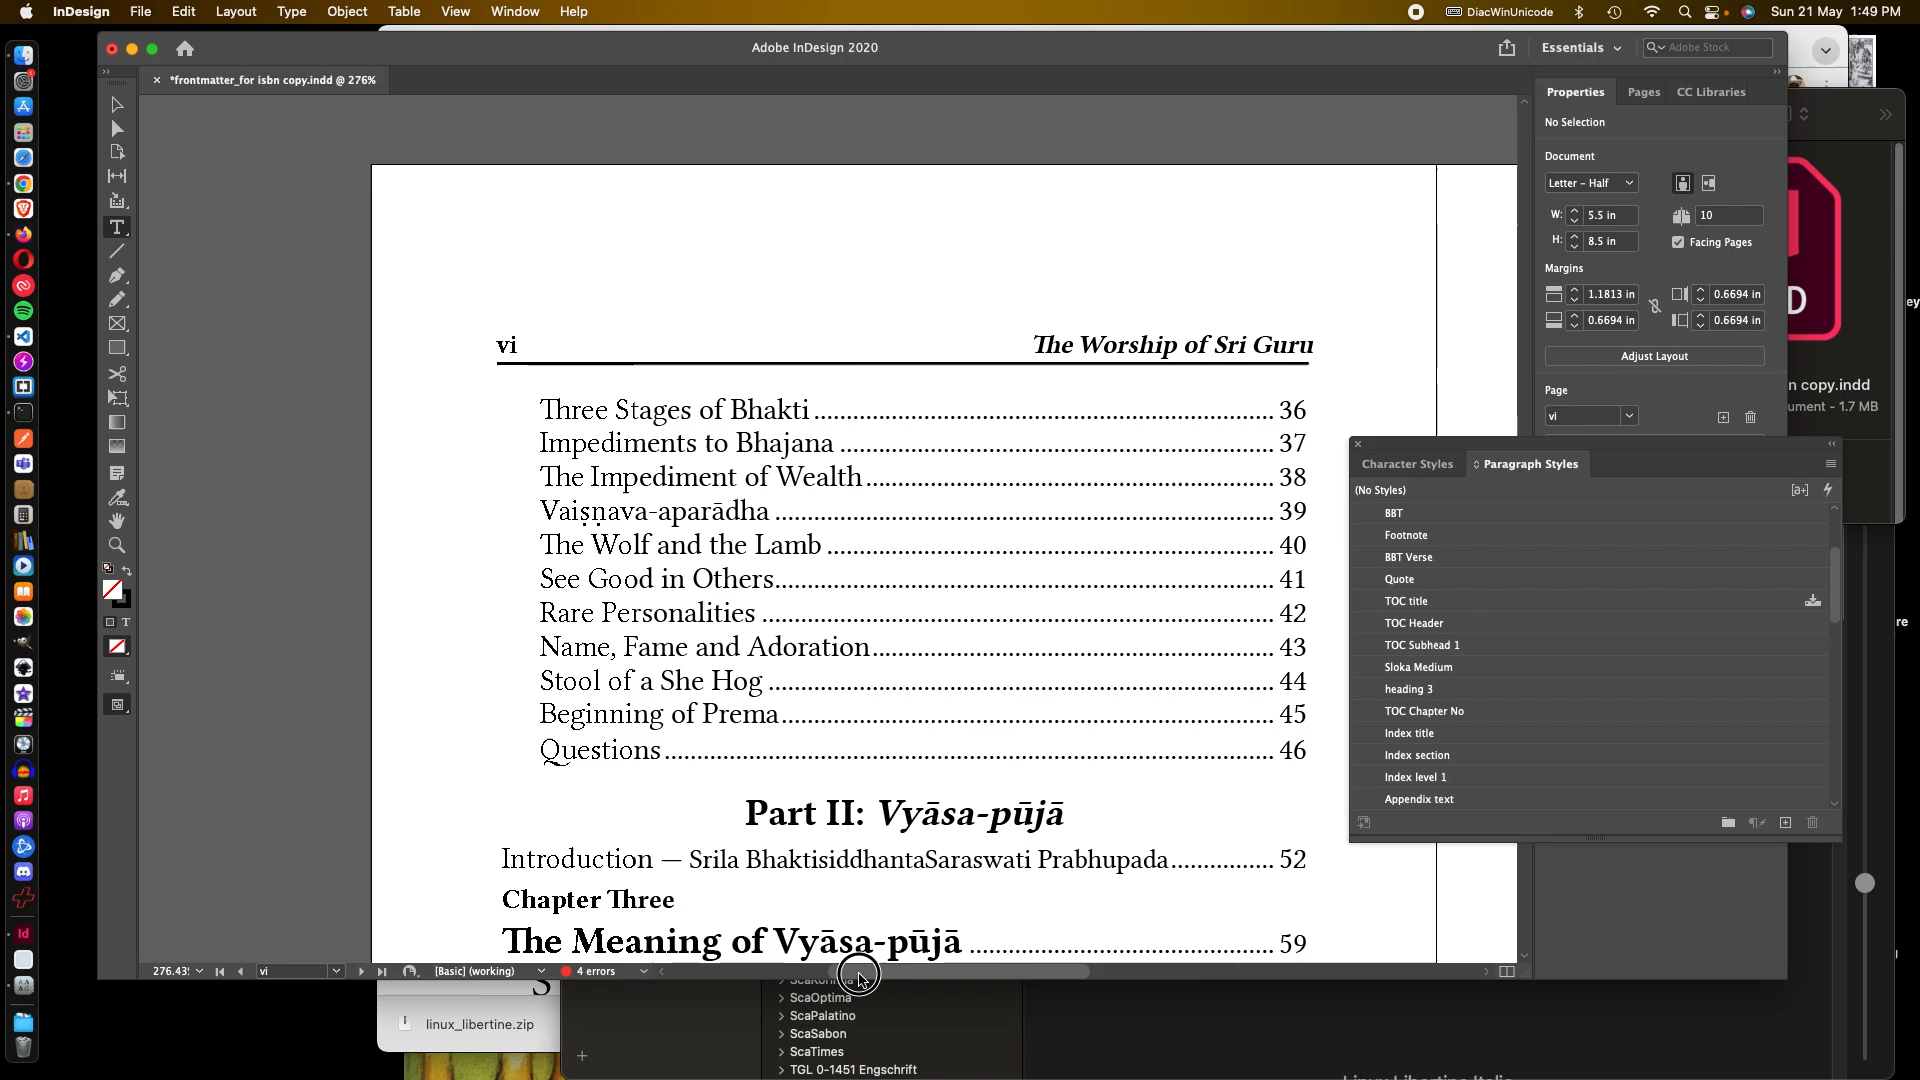 InDesign File Edit Layout Type Object Table View Window Help DiacWinUnicode Sun 21 May 1:49 PM
Adobe InDesign 2020 Essentials Adobe Stock
*frontmatter_for isbn copy.indd @ 276%
Properties Pages CC Libraries
No Selection
Document
Letter - Half
W: 5.5 in 10
H: 8.5 in Facing Pages
Margins
1.1813 in 0.6694 in
0.6694 in 0.6694 in
Adjust Layout
Page
vi
n copy.indd
ument - 1.7 MB
ey
re
vi The Worship of Sri Guru
Three Stages of Bhakti 36
Impediments to Bhajana 37
The Impediment of Wealth 38
Vaiṣṇava-aparādha 39
The Wolf and the Lamb 40
See Good in Others 41
Rare Personalities 42
Name, Fame and Adoration 43
Stool of a She Hog 44
Beginning of Prema 45
Questions 46
Part II: Vyāsa-pūjā
Introduction — Srila BhaktisiddhantaSaraswati Prabhupada 52
Chapter Three
The Meaning of Vyāsa-pūjā 59
Character Styles Paragraph Styles
(No Styles) [a+]
BBT
Footnote
BBT Verse
Quote
TOC title
TOC Header
TOC Subhead 1
Sloka Medium
heading 3
TOC Chapter No
Index title
Index section
Index level 1
Appendix text
276.43 vi [Basic] (working) 4 errors
linux_libertine.zip
ScaOptima
ScaPalatino
ScaSabon
ScaTimes
TGL 0-1451 Engschrift